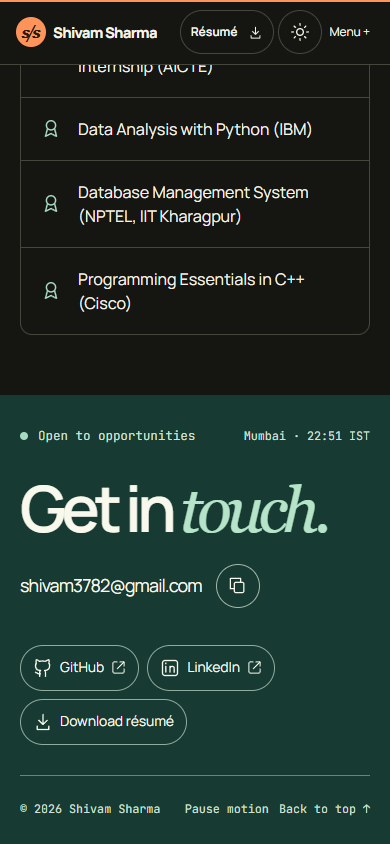 s/s Shivam Sharma Résumé Menu +
Internship (AICTE)
Data Analysis with Python (IBM)
Database Management System
(NPTEL, IIT Kharagpur)
Programming Essentials in C++
(Cisco)
Open to opportunities Mumbai · 22:51 IST
Get in touch.
shivam3782@gmail.com
GitHub LinkedIn
Download résumé
© 2026 Shivam Sharma Pause motion Back to top ↑